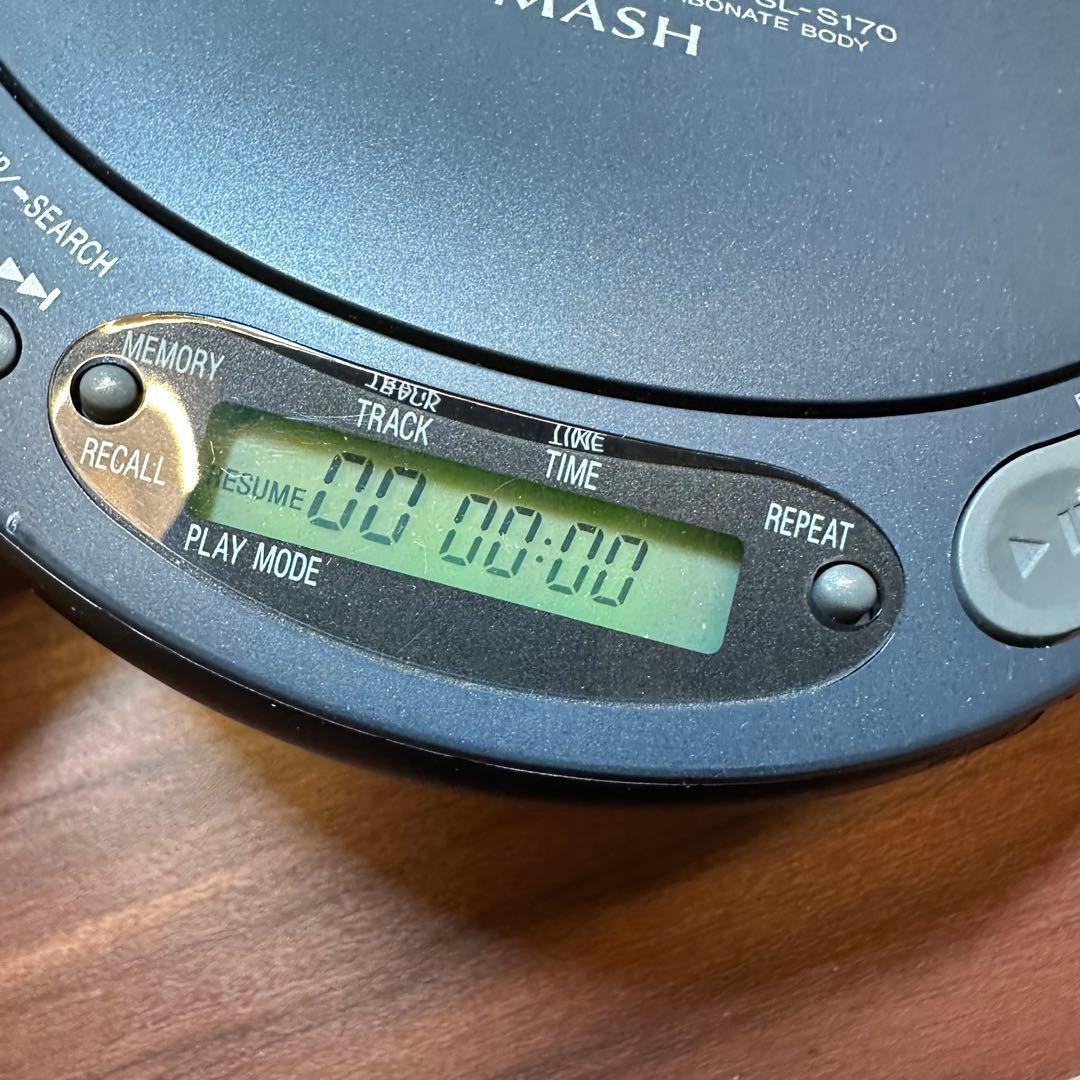 SL-S170
BONATE BODY
MASH
/-SEARCH
MEMORY
TRACK
TIME
RECALL
RESUME 00 00:00
REPEAT
PLAY MODE